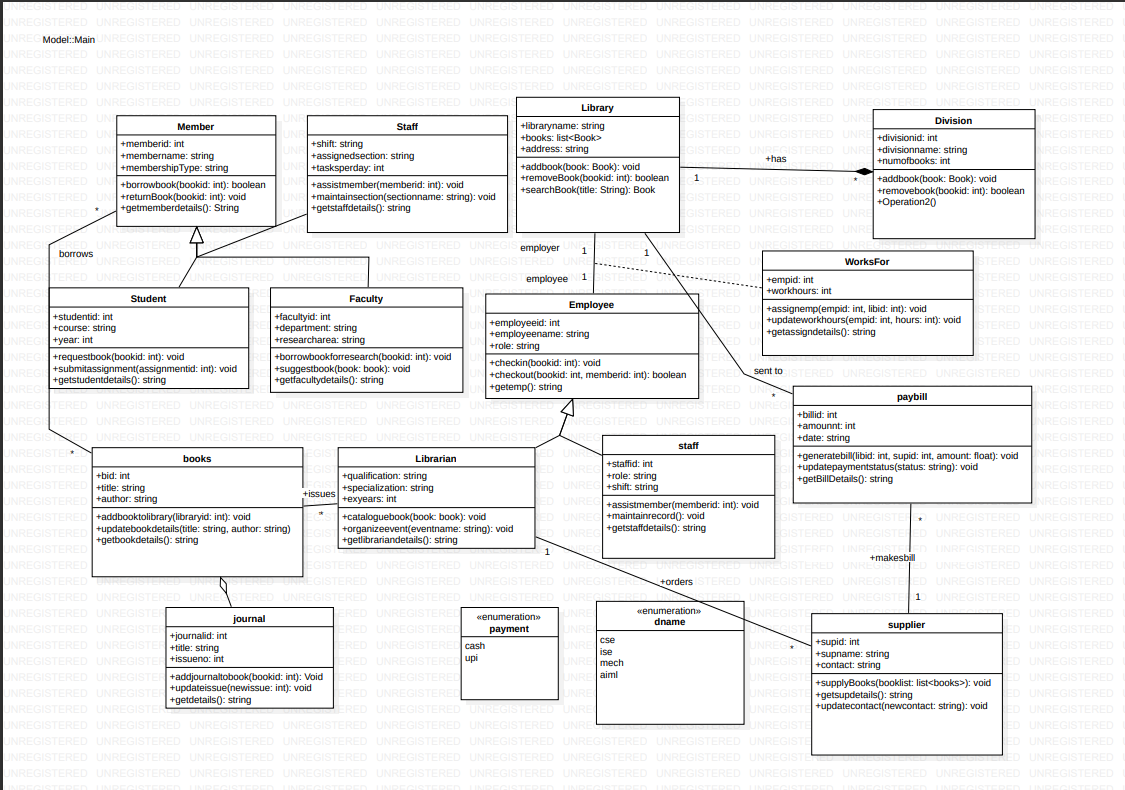 Model::Main
Member
+memberid: int
+membername: string
+membershipType: string
+borrowbook(bookid: int): boolean
+returnBook(bookid: int): void
+getmemberdetails(): String
Staff
+shift: string
+assignedsection: string
+tasksperday: int
+assistmember(memberid: int): void
+maintainsection(sectionname: string): void
+getstaffdetails(): string
Library
+libraryname: string
+books: list<Book>
+address: string
+addbook(book: Book): void
+removeBook(bookid: int): boolean
+searchBook(title: String): Book
+has
1
*
Division
+divisionid: int
+divisionname: string
+numofbooks: int
+addbook(book: Book): void
+removebook(bookid: int): boolean
+Operation2()
*
borrows
*
employer
1
employee
1
1
sent to
*
WorksFor
+empid: int
+workhours: int
+assignemp(empid: int, libid: int): void
+updateworkhours(empid: int, hours: int): void
+getassigndetails(): string
Student
+studentid: int
+course: string
+year: int
+requestbook(bookid: int): void
+submitassignment(assignmentid: int): void
+getstudentdetails(): string
Faculty
+facultyid: int
+department: string
+researcharea: string
+borrowbookforresearch(bookid: int): void
+suggestbook(book: book): void
+getfacultydetails(): string
Employee
+employeeid: int
+employeename: string
+role: string
+checkin(bookid: int): void
+checkout(bookid: int, memberid: int): boolean
+getemp(): string
paybill
+billid: int
+amounnt: int
+date: string
+generatebill(libid: int, supid: int, amount: float): void
+updatepaymentstatus(status: string): void
+getBillDetails(): string
books
+bid: int
+title: string
+author: string
+addbooktolibrary(libraryid: int): void
+updatebookdetails(title: string, author: string)
+getbookdetails(): string
+issues
*
Librarian
+qualification: string
+specialization: string
+exyears: int
+cataloguebook(book: book): void
+organizeevent(eventname: string): void
+getlibrariandetails(): string
staff
+staffid: int
+role: string
+shift: string
+assistmember(memberid: int): void
+maintainrecord(): void
+getstaffdetails(): string
*
+makesbill
1
1
+orders
*
journal
+journalid: int
+title: string
+issueno: int
+addjournaltobook(bookid: int): Void
+updateissue(newissue: int): void
+getdetails(): string
«enumeration»
payment
cash
upi
«enumeration»
dname
cse
ise
mech
aiml
supplier
+supid: int
+supname: string
+contact: string
+supplyBooks(booklist: list<books>): void
+getsupdetails(): string
+updatecontact(newcontact: string): void
UNREGISTERED